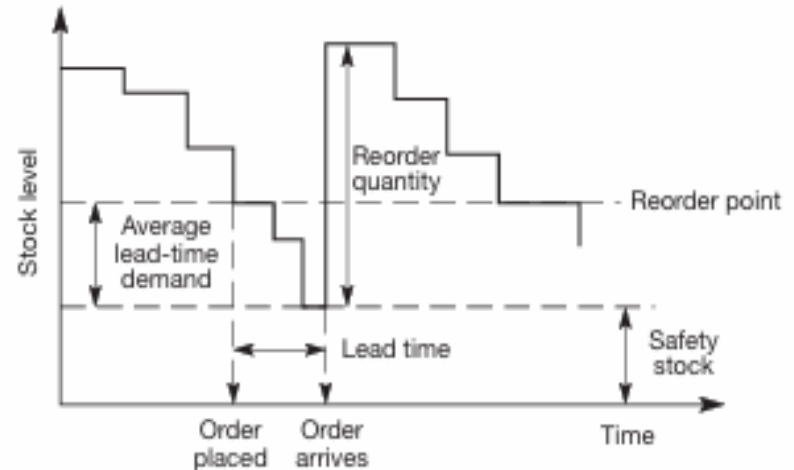 Stock level
Reorder
quantity
Reorder point
Average
lead-time
demand
Lead time
Safety
stock
Order
placed
Order
arrives
Time